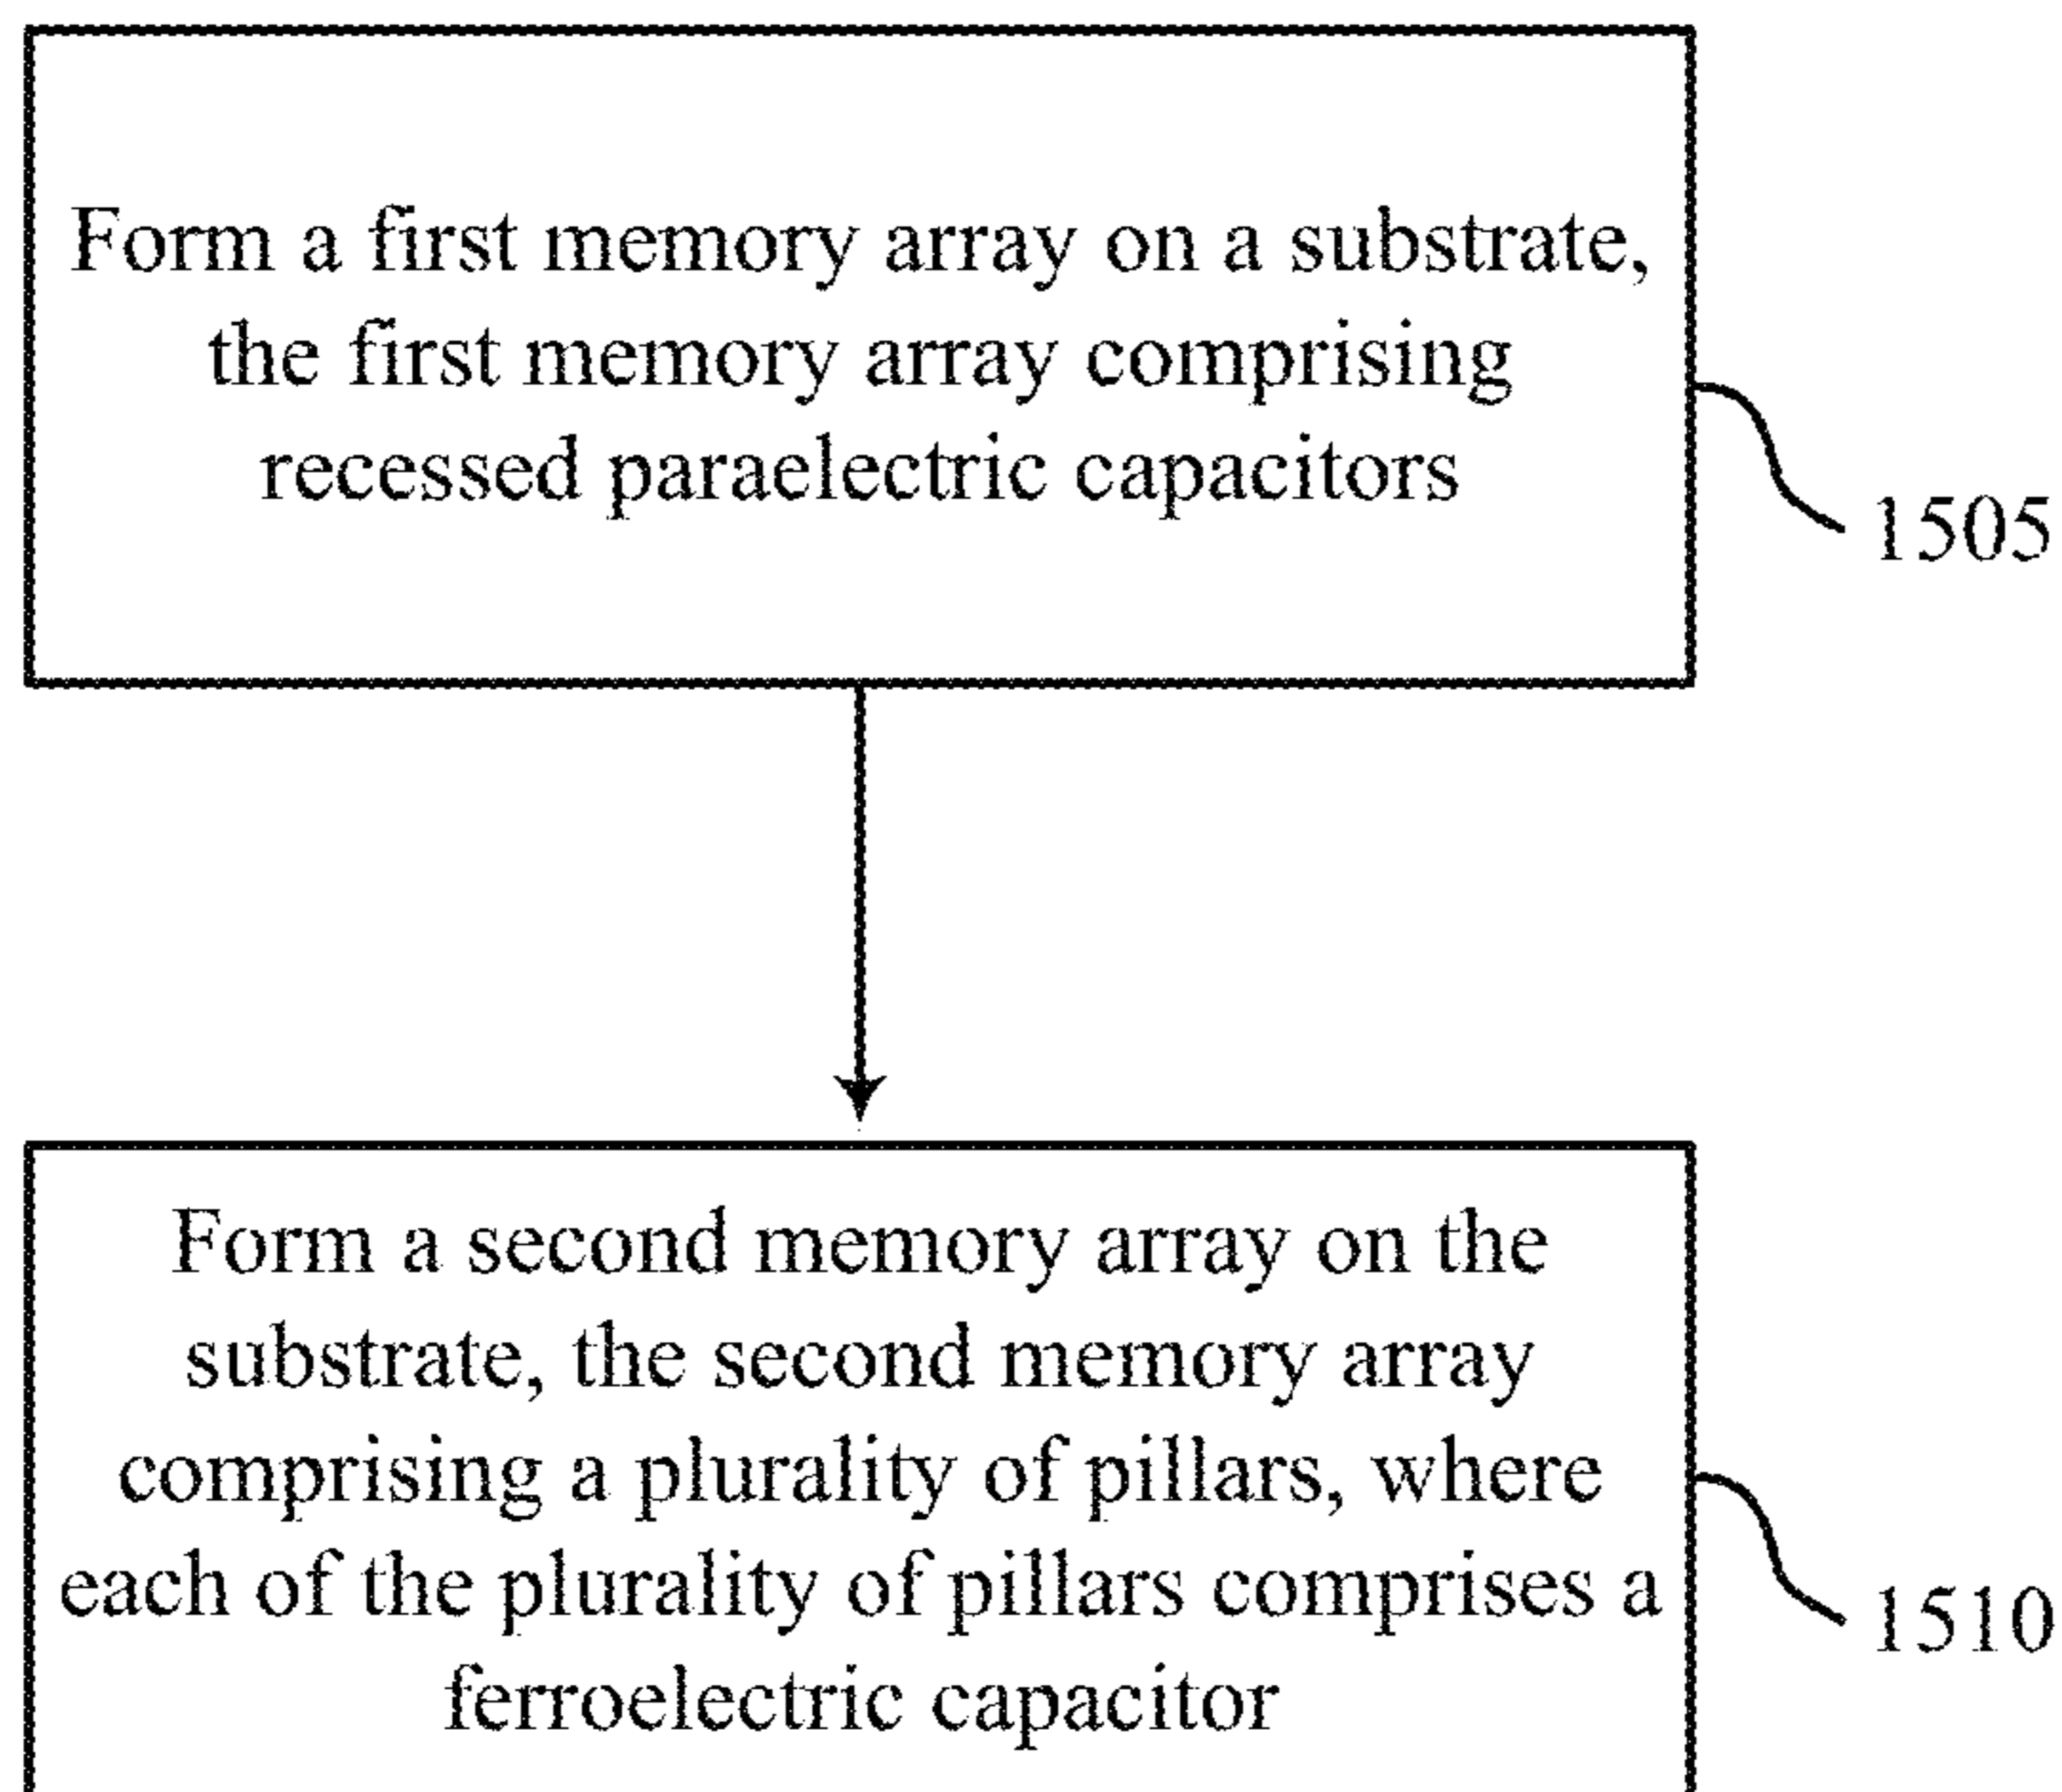 Form a first memory array on a substrate,
the first memory array comprising
recessed paraelectric capacitors
1505
Form a second memory array on the
substrate, the second memory array
comprising a plurality of pillars, where
each of the plurality of pillars comprises a
ferroelectric capacitor
1510